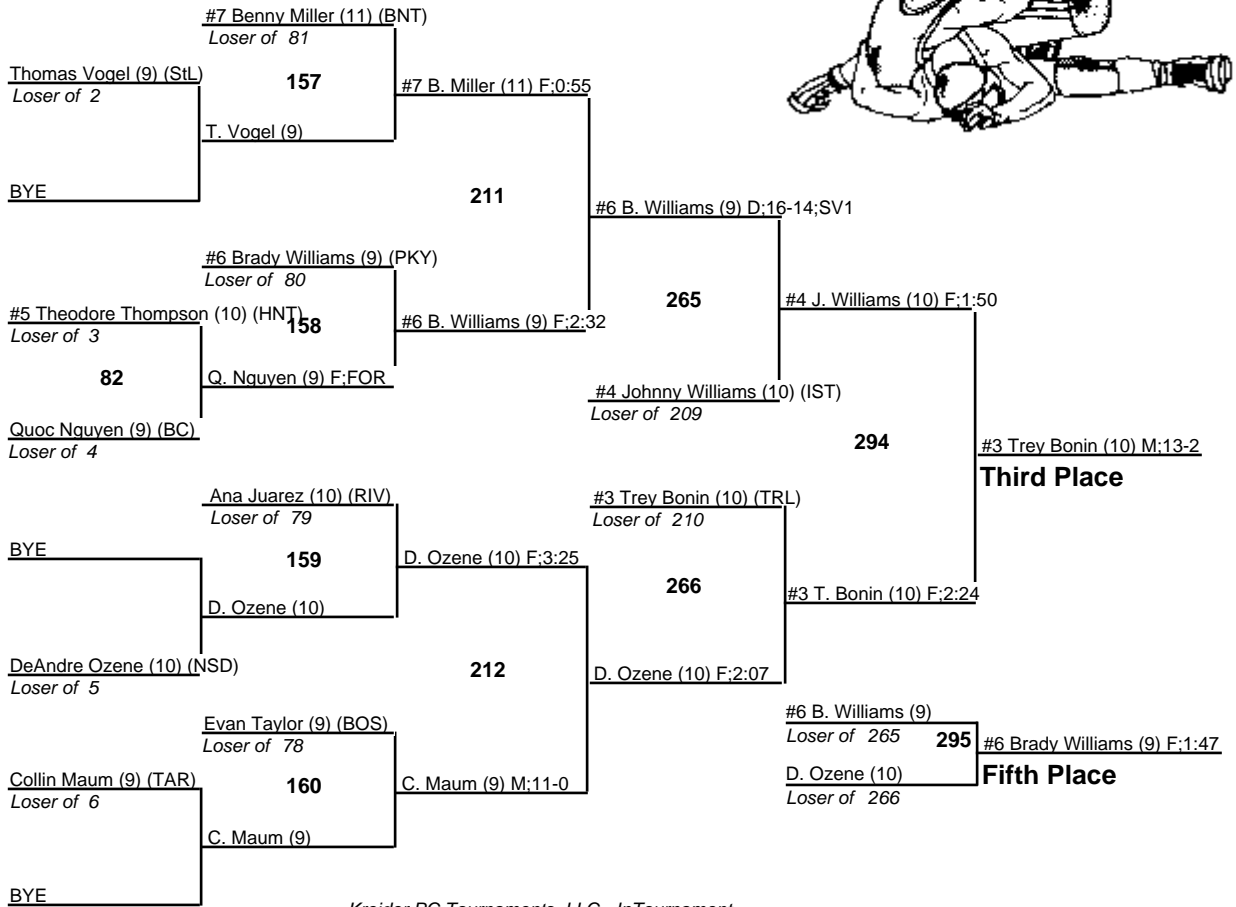 #7 Benny Miller (11) (BNT)
Loser of 81
Thomas Vogel (9) (StL)
Loser of 2
157
#7 B. Miller (11) F;0:55
T. Vogel (9)
BYE
211
#6 B. Williams (9) D;16-14;SV1
#6 Brady Williams (9) (PKY)
Loser of 80
#5 Theodore Thompson (10) (HNT)
Loser of 3
158
#6 B. Williams (9) F;2:32
265
#4 J. Williams (10) F;1:50
82
Q. Nguyen (9) F;FOR
#4 Johnny Williams (10) (IST)
Loser of 209
Quoc Nguyen (9) (BC)
Loser of 4
294
#3 Trey Bonin (10) M;13-2
Third Place
Ana Juarez (10) (RIV)
Loser of 79
#3 Trey Bonin (10) (TRL)
Loser of 210
BYE
159
D. Ozene (10) F;3:25
266
#3 T. Bonin (10) F;2:24
D. Ozene (10)
DeAndre Ozene (10) (NSD)
Loser of 5
212
D. Ozene (10) F;2:07
Evan Taylor (9) (BOS)
Loser of 78
#6 B. Williams (9)
Loser of 265
295
#6 Brady Williams (9) F;1:47
Fifth Place
D. Ozene (10)
Loser of 266
Collin Maum (9) (TAR)
Loser of 6
160
C. Maum (9) M;11-0
C. Maum (9)
BYE